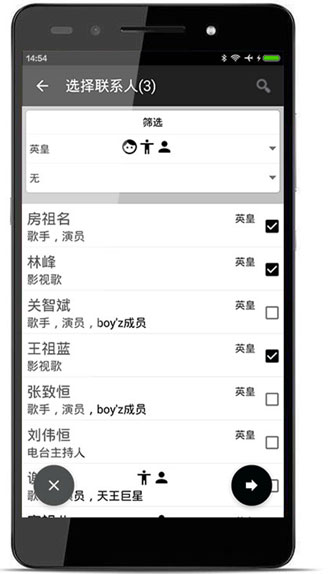 14:54
选择联系人(3)
筛选
英皇
无
房祖名
英皇
歌手，演员
林峰
英皇
影视歌
关智斌
英皇
歌手，演员，boy'z成员
王祖蓝
英皇
影视歌
张致恒
英皇
歌手，演员，boy'z成员
刘伟恒
英皇
电台主持人
谢
歌 演员，天王巨星